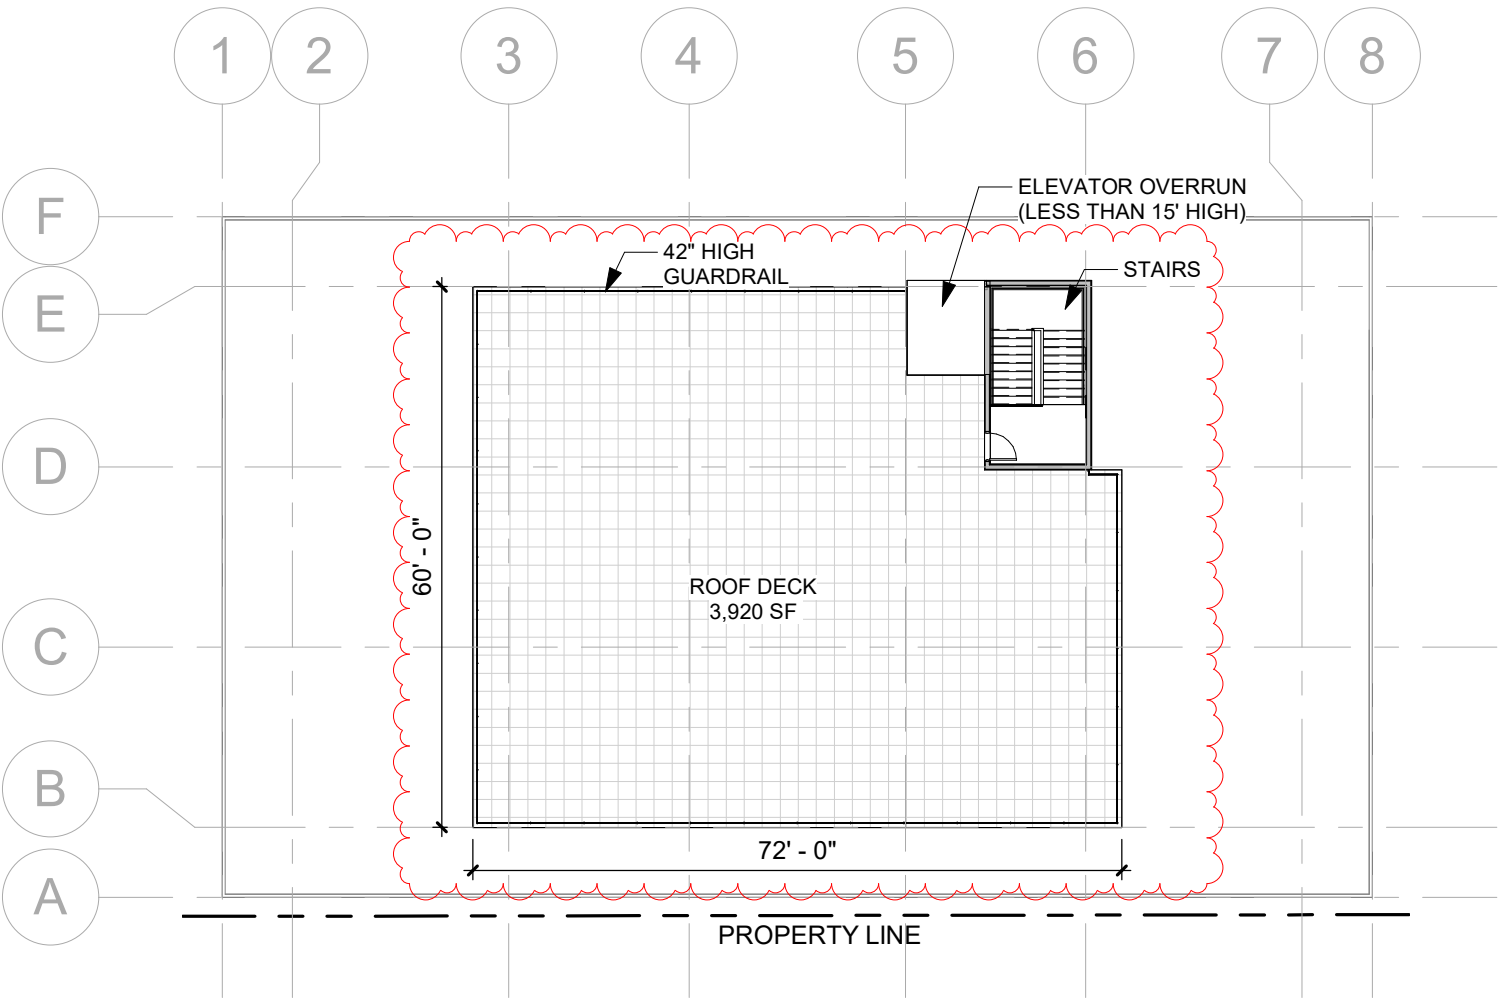 1
2
3
4
5
6
7
8
F
E
D
C
B
A
ELEVATOR OVERRUN
(LESS THAN 15' HIGH)
42" HIGH
GUARDRAIL
STAIRS
60' - 0"
ROOF DECK
3,920 SF
72' - 0"
PROPERTY LINE